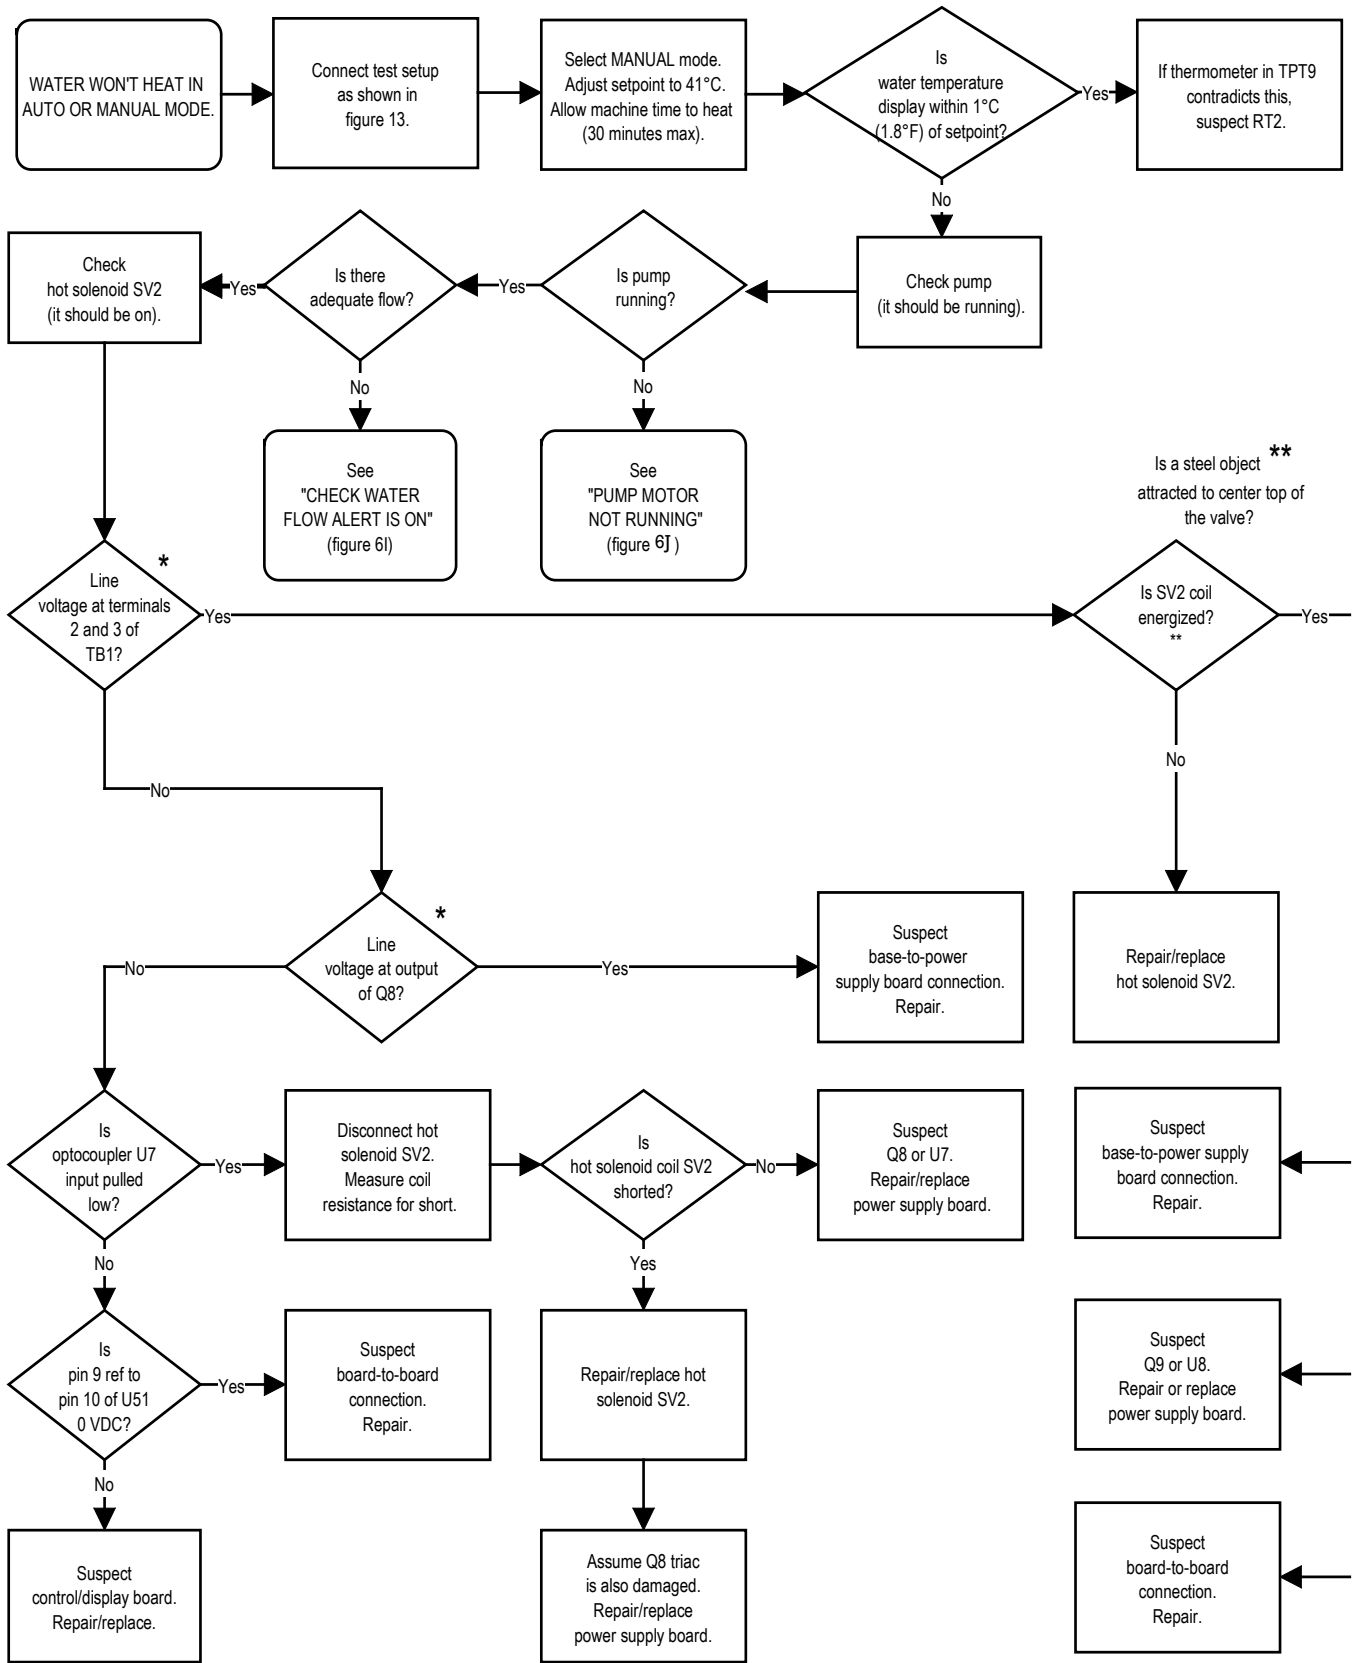 WATER WON'T HEAT IN
AUTO OR MANUAL MODE.
Connect test setup
as shown in
figure 13.
Select MANUAL mode.
Adjust setpoint to 41°C.
Allow machine time to heat
(30 minutes max).
Is
water temperature
display within 1°C
(1.8°F) of setpoint?
Yes
If thermometer in TPT9
contradicts this,
suspect RT2.
No
Check
hot solenoid SV2
(it should be on).
Yes
Is there
adequate flow?
Yes
Is pump
running?
Check pump
(it should be running).
No
No
See
"CHECK WATER
FLOW ALERT IS ON"
(figure 6I)
See
"PUMP MOTOR
NOT RUNNING"
(figure 6J )
Is a steel object **
attracted to center top of
the valve?
*
Line
voltage at terminals
2 and 3 of
TB1?
Yes
Is SV2 coil
energized?
**
Yes
No
No
*
Line
voltage at output
of Q8?
No
Yes
Suspect
base-to-power
supply board connection.
Repair.
Repair/replace
hot solenoid SV2.
Is
optocoupler U7
input pulled
low?
Yes
Disconnect hot
solenoid SV2.
Measure coil
resistance for short.
Is
hot solenoid coil SV2
shorted?
No
Suspect
Q8 or U7.
Repair/replace
power supply board.
Suspect
base-to-power supply
board connection.
Repair.
No
Yes
Is
pin 9 ref to
pin 10 of U51
0 VDC?
Yes
Suspect
board-to-board
connection.
Repair.
Repair/replace hot
solenoid SV2.
Suspect
Q9 or U8.
Repair or replace
power supply board.
No
Suspect
control/display board.
Repair/replace.
Assume Q8 triac
is also damaged.
Repair/replace
power supply board.
Suspect
board-to-board
connection.
Repair.